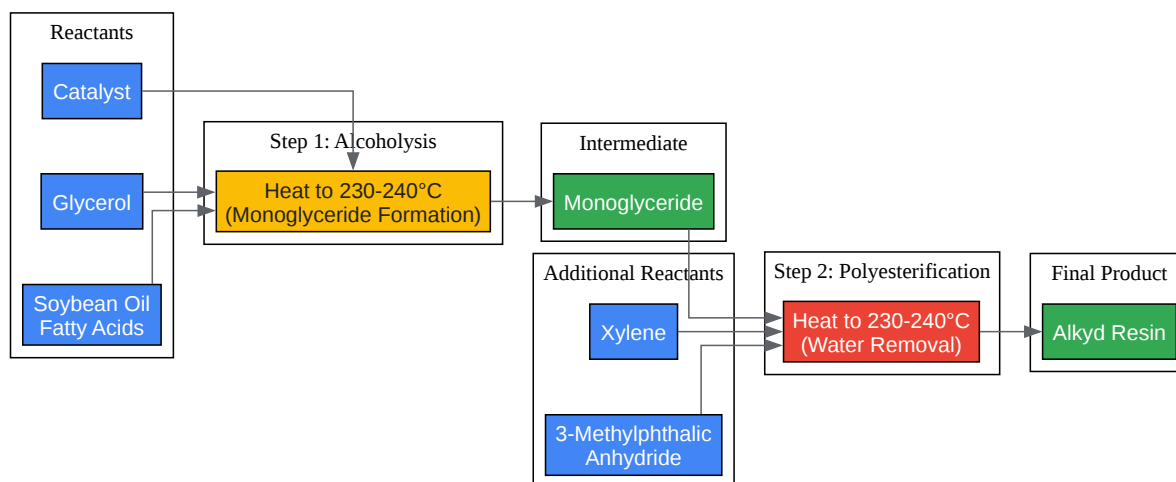 Reactants
Catalyst
Glycerol
Soybean Oil
Fatty Acids
Step 1: Alcoholysis
Heat to 230-240°C
(Monoglyceride Formation)
Intermediate
Monoglyceride
Additional Reactants
Xylene
3-Methylphthalic
Anhydride
Step 2: Polyesterification
Heat to 230-240°C
(Water Removal)
Final Product
Alkyd Resin